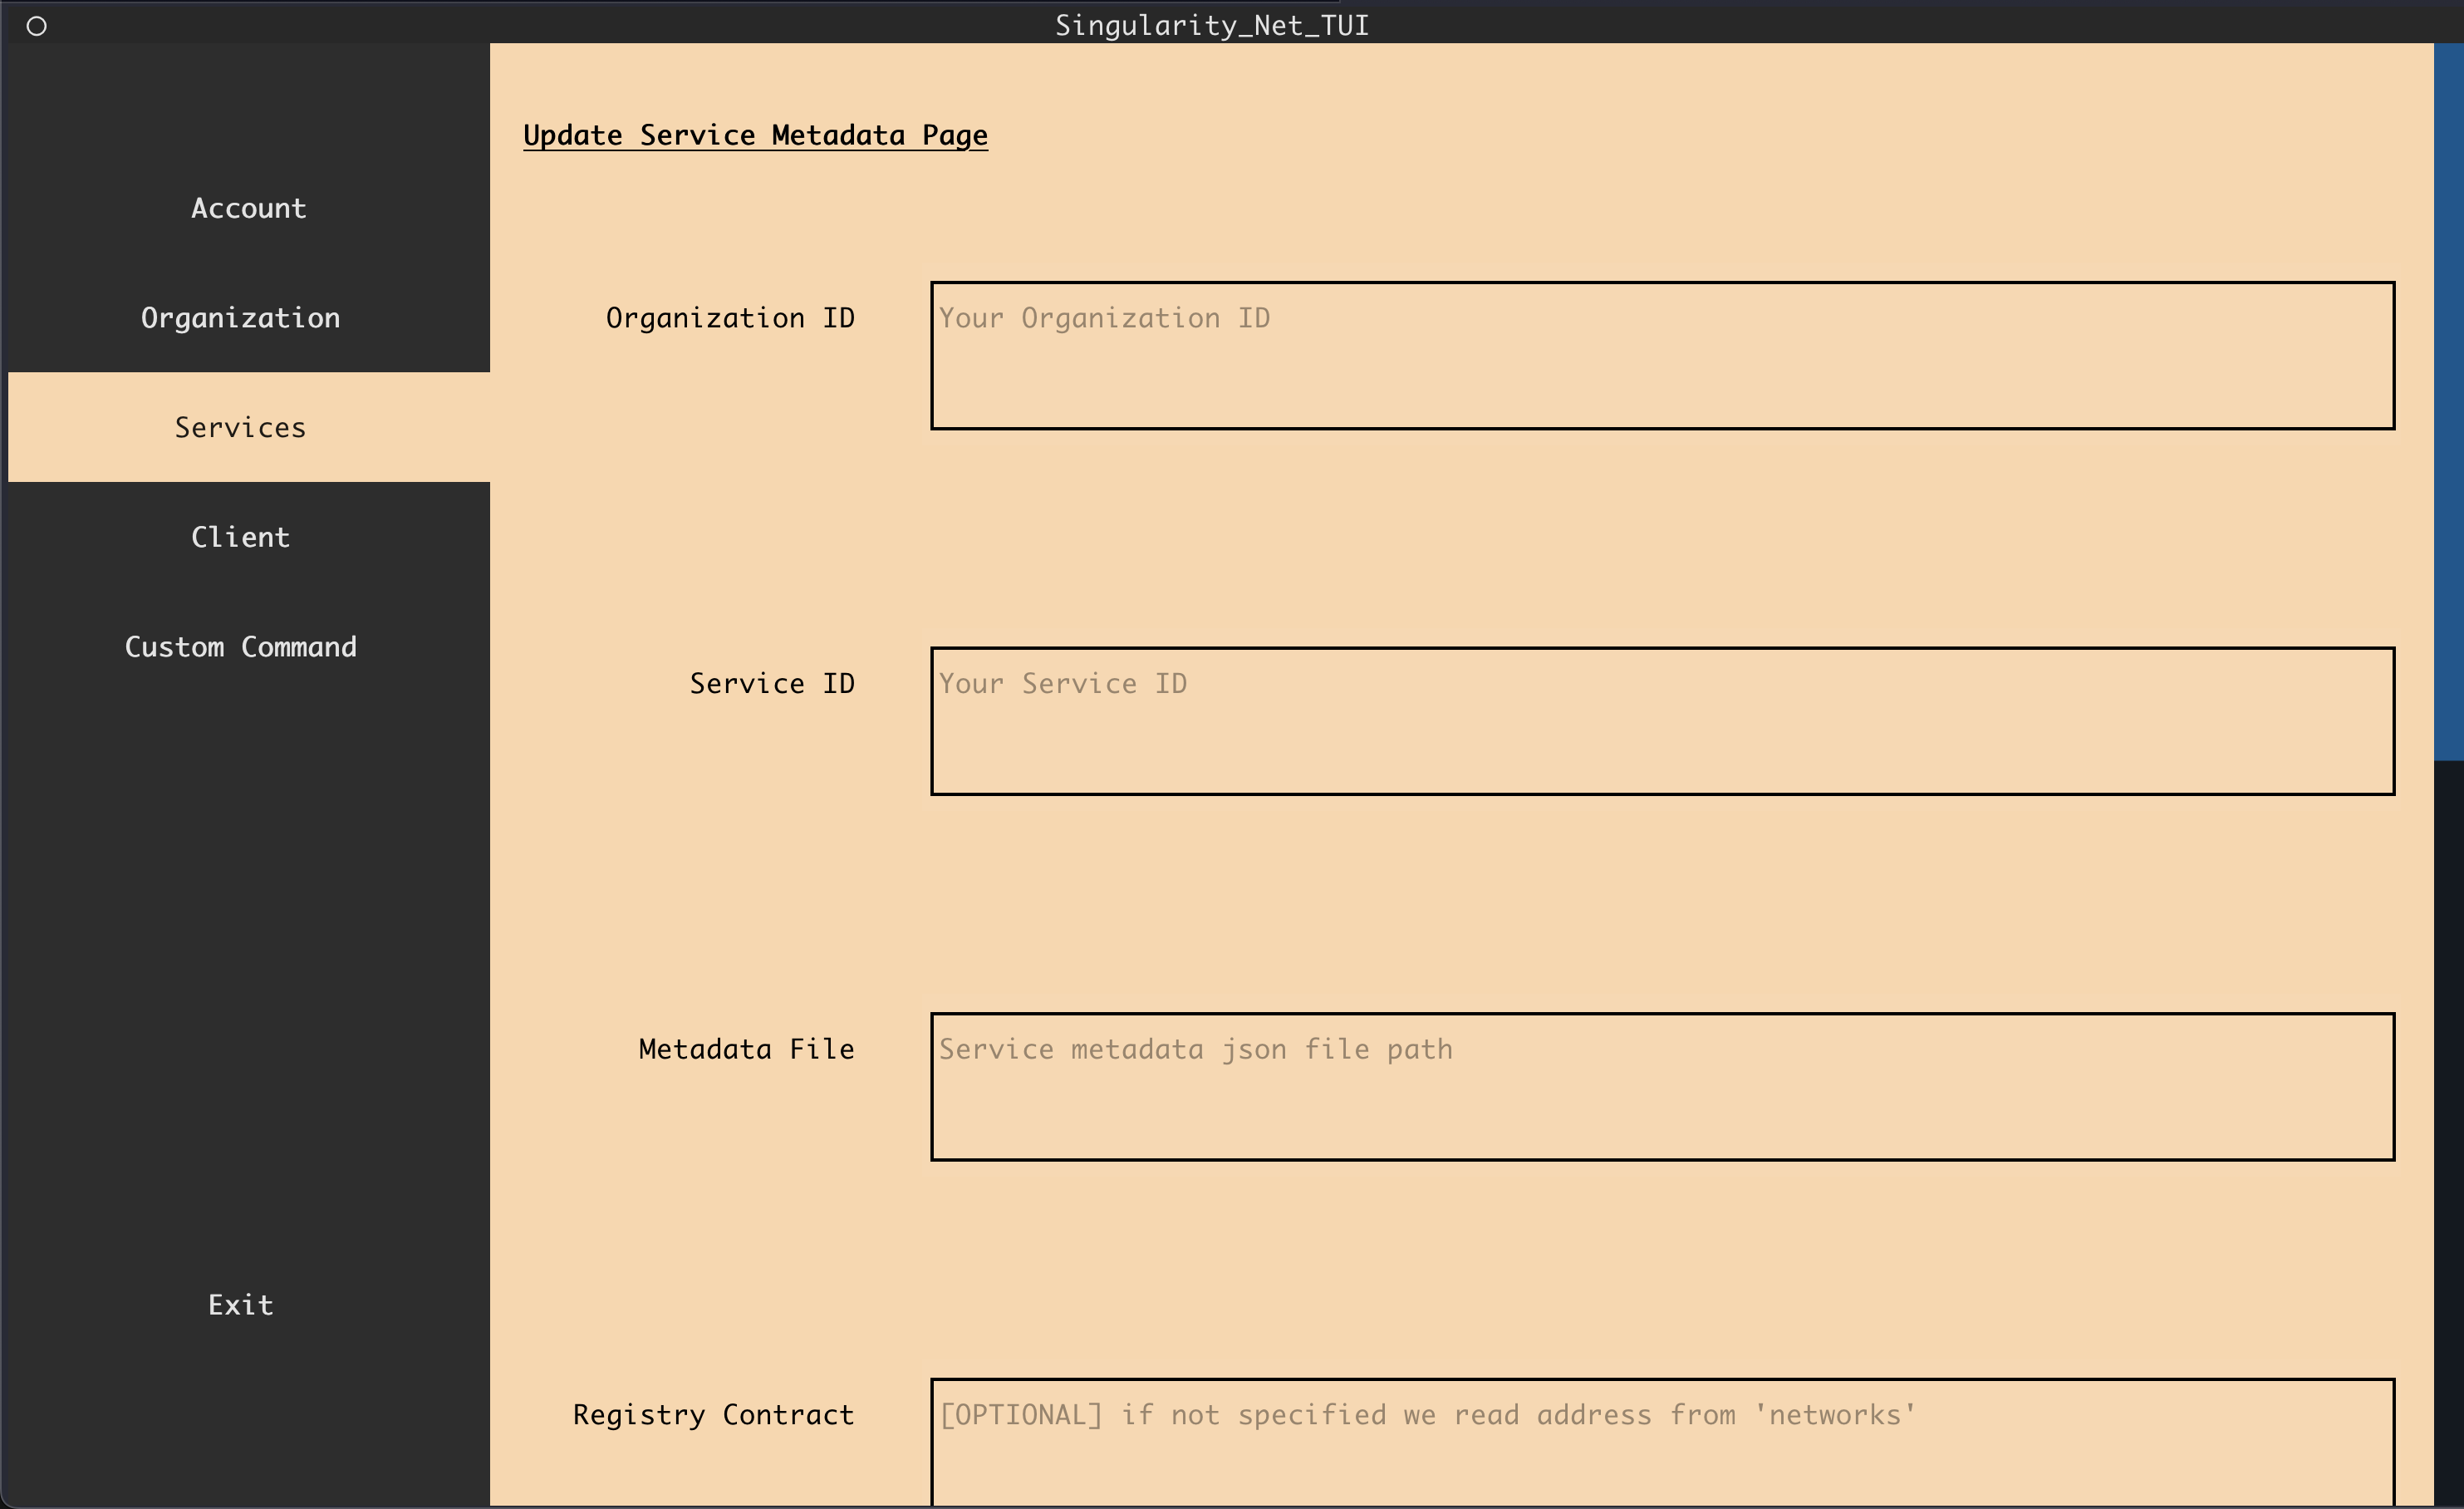 Singularity_Net_TUI
Account
Organization
Services
Client
Custom Command
Exit
Update Service Metadata Page
Organization ID
Your Organization ID
Service ID
Your Service ID
Metadata File
Service metadata json file path
Registry Contract
[OPTIONAL] if not specified we read address from 'networks'